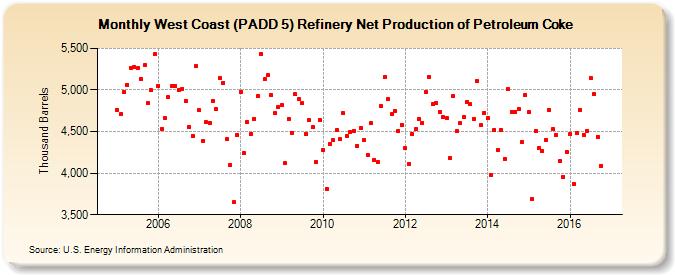 Monthly West Coast (PADD 5) Refinery Net Production of Petroleum Coke
Thousand Barrels
5,500
5,000
4,500
4,000
3,500
2006 2008 2010 2012 2014 2016
Source: U.S. Energy Information Administration